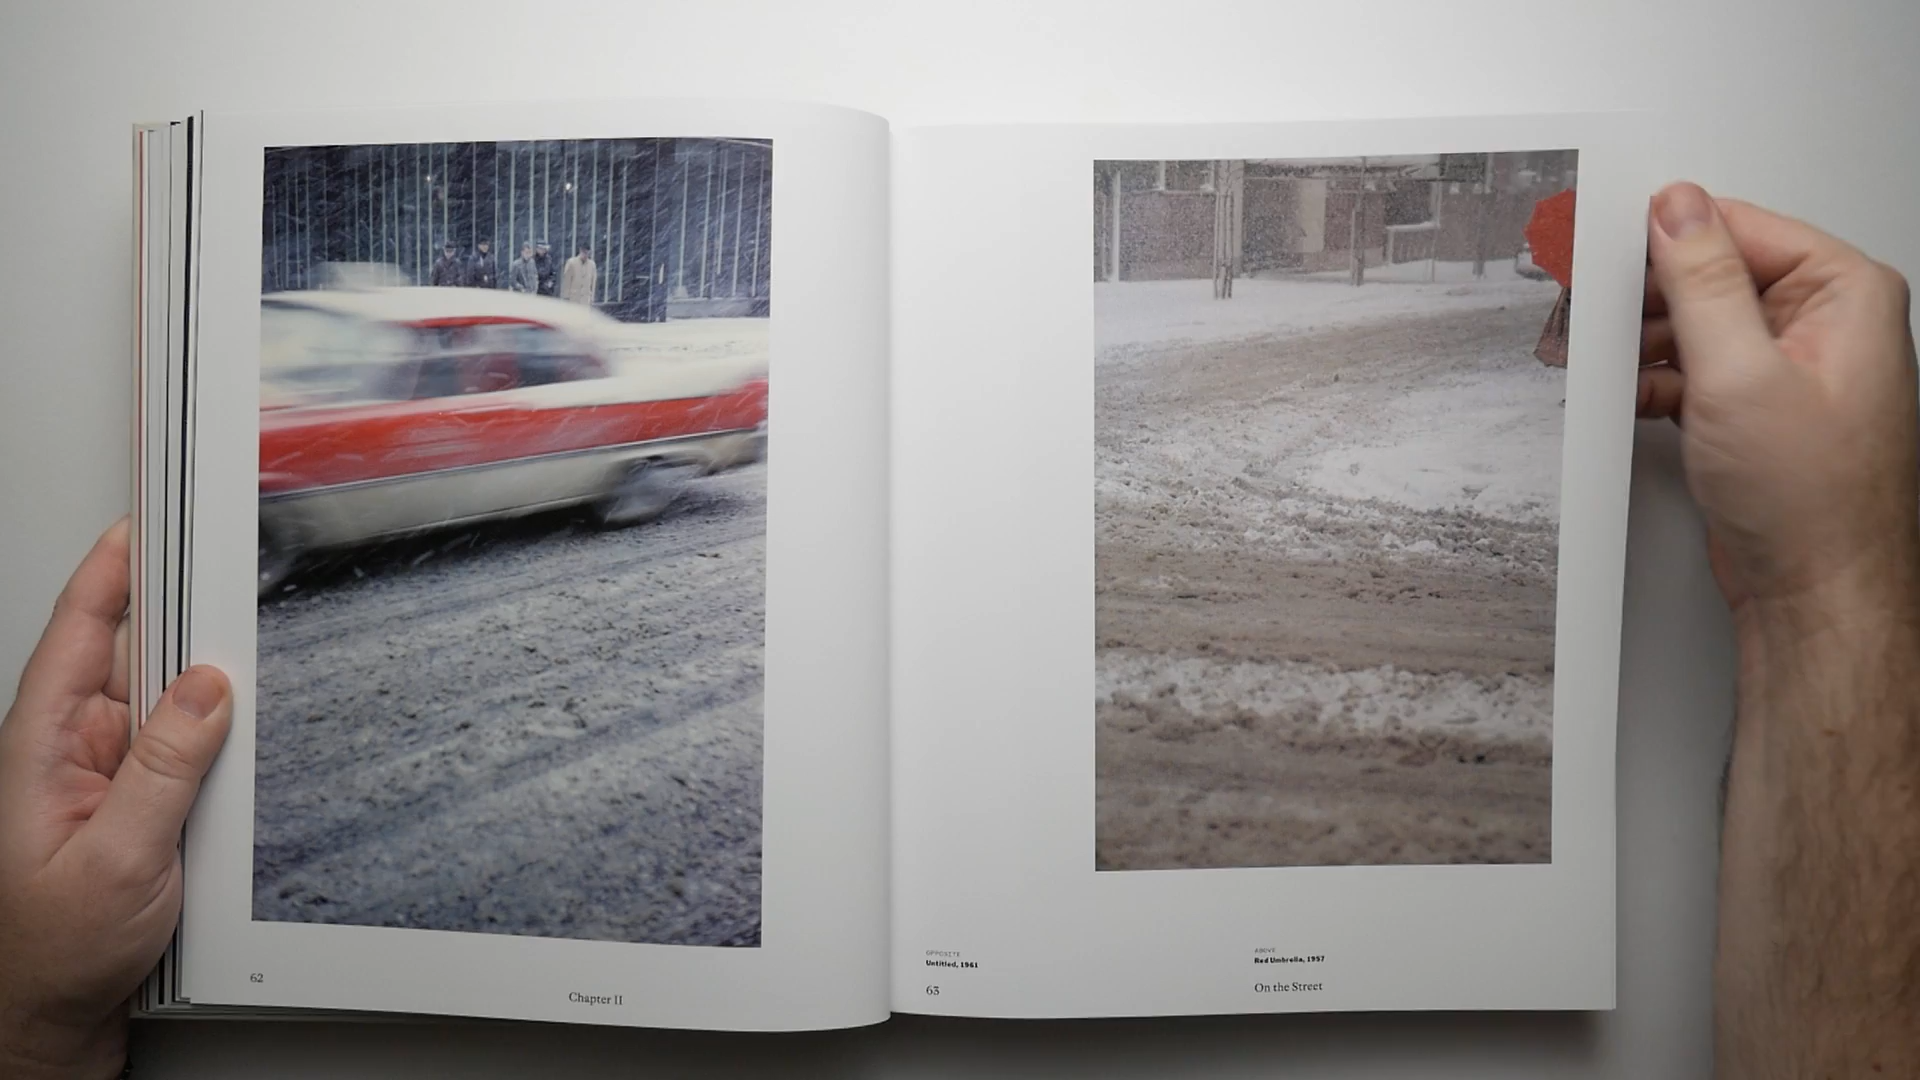 62
Chapter II
OPPOSITE
Untitled, 1961
63
ABOVE
Red Umbrella, 1957
On the Street